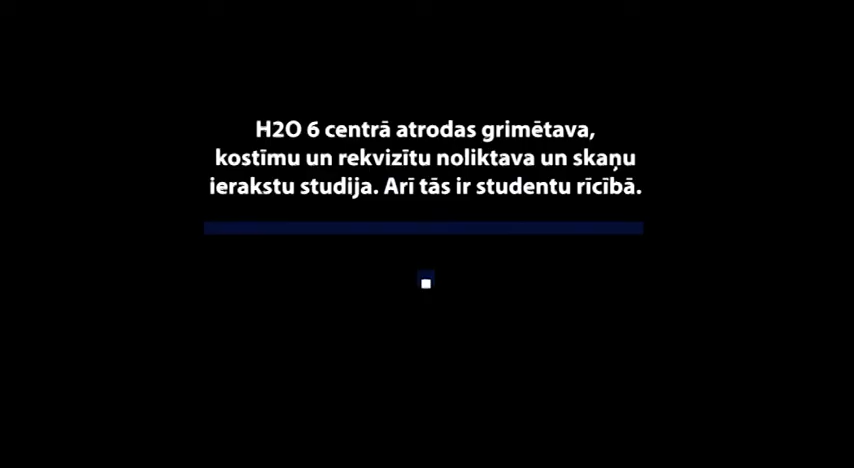 H2O 6 centrā atrodas grimētava,
kostīmu un rekvizītu noliktava un skaņu
ierakstu studija. Arī tās ir studentu rīcībā.